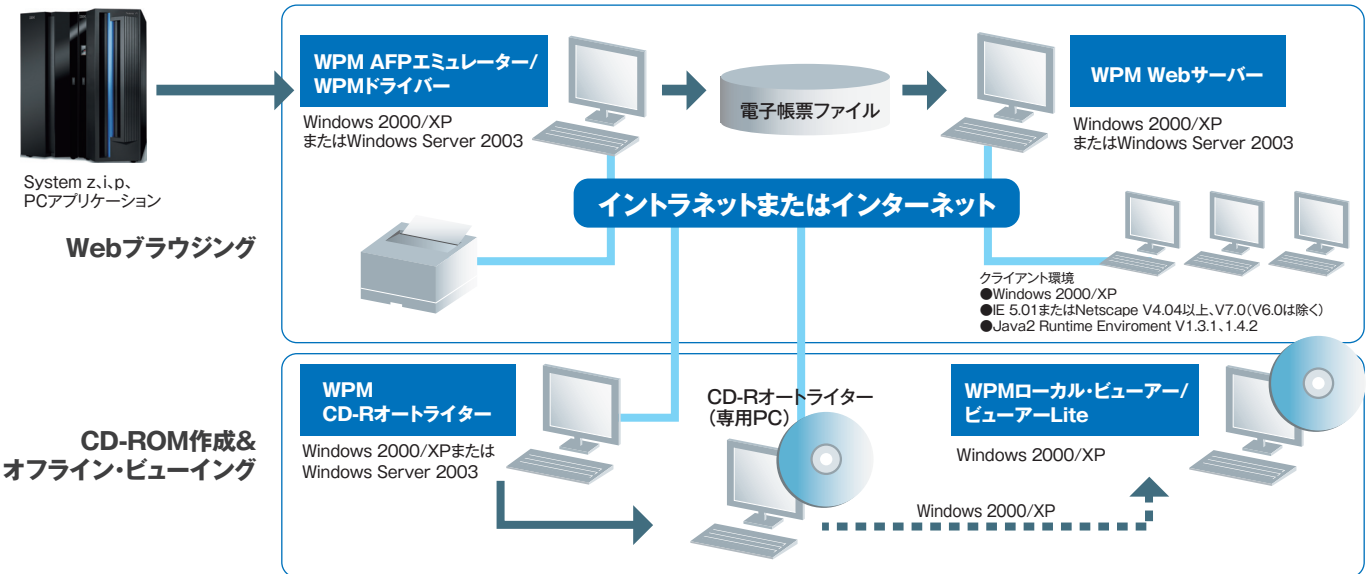 System z、i、p、
PCアプリケーション
Webブラウジング
WPM AFPエミュレーター/
WPMドライバー
Windows 2000/XP
またはWindows Server 2003
電子帳票ファイル
WPM Webサーバー
Windows 2000/XP
またはWindows Server 2003
イントラネットまたはインターネット
クライアント環境
●Windows 2000/XP
●IE 5.01またはNetscape V4.04以上、V7.0（V6.0は除く）
●Java2 Runtime Enviroment V1.3.1、1.4.2
CD-ROM作成&
オフライン・ビューイング
WPM
CD-Rオートライター
Windows 2000/XPまたは
Windows Server 2003
CD-Rオートライター
（専用PC）
Windows 2000/XP
WPMローカル・ビューアー/
ビューアーLite
Windows 2000/XP